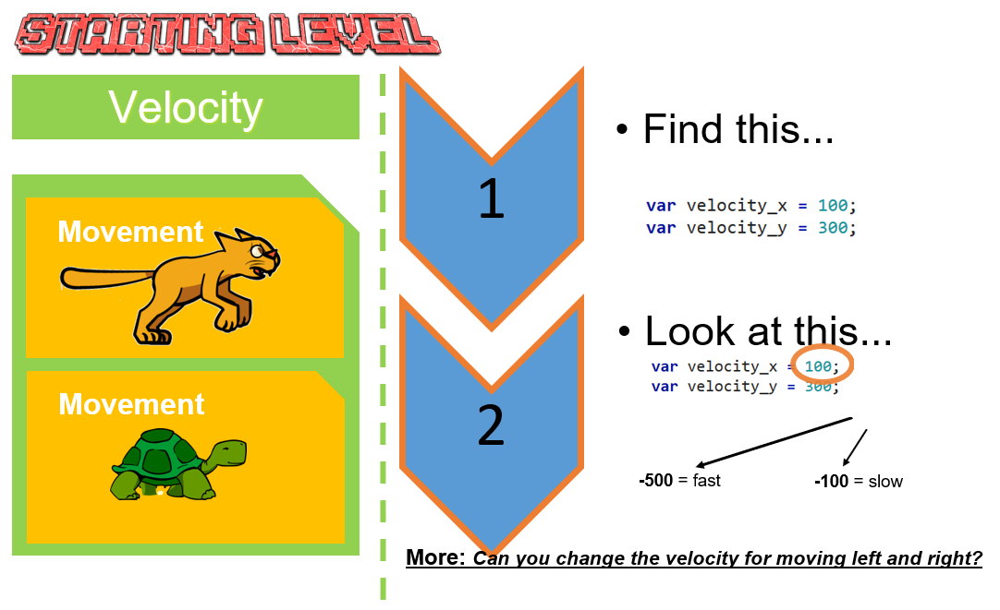 STARTING LEVEL
Velocity
Movement
Movement
1
• Find this...
var velocity_x = 100;
var velocity_y = 300;
2
• Look at this...
var velocity_x = 100;
var velocity_y = 300;
-500 = fast
-100 = slow
More: Can you change the velocity for moving left and right?